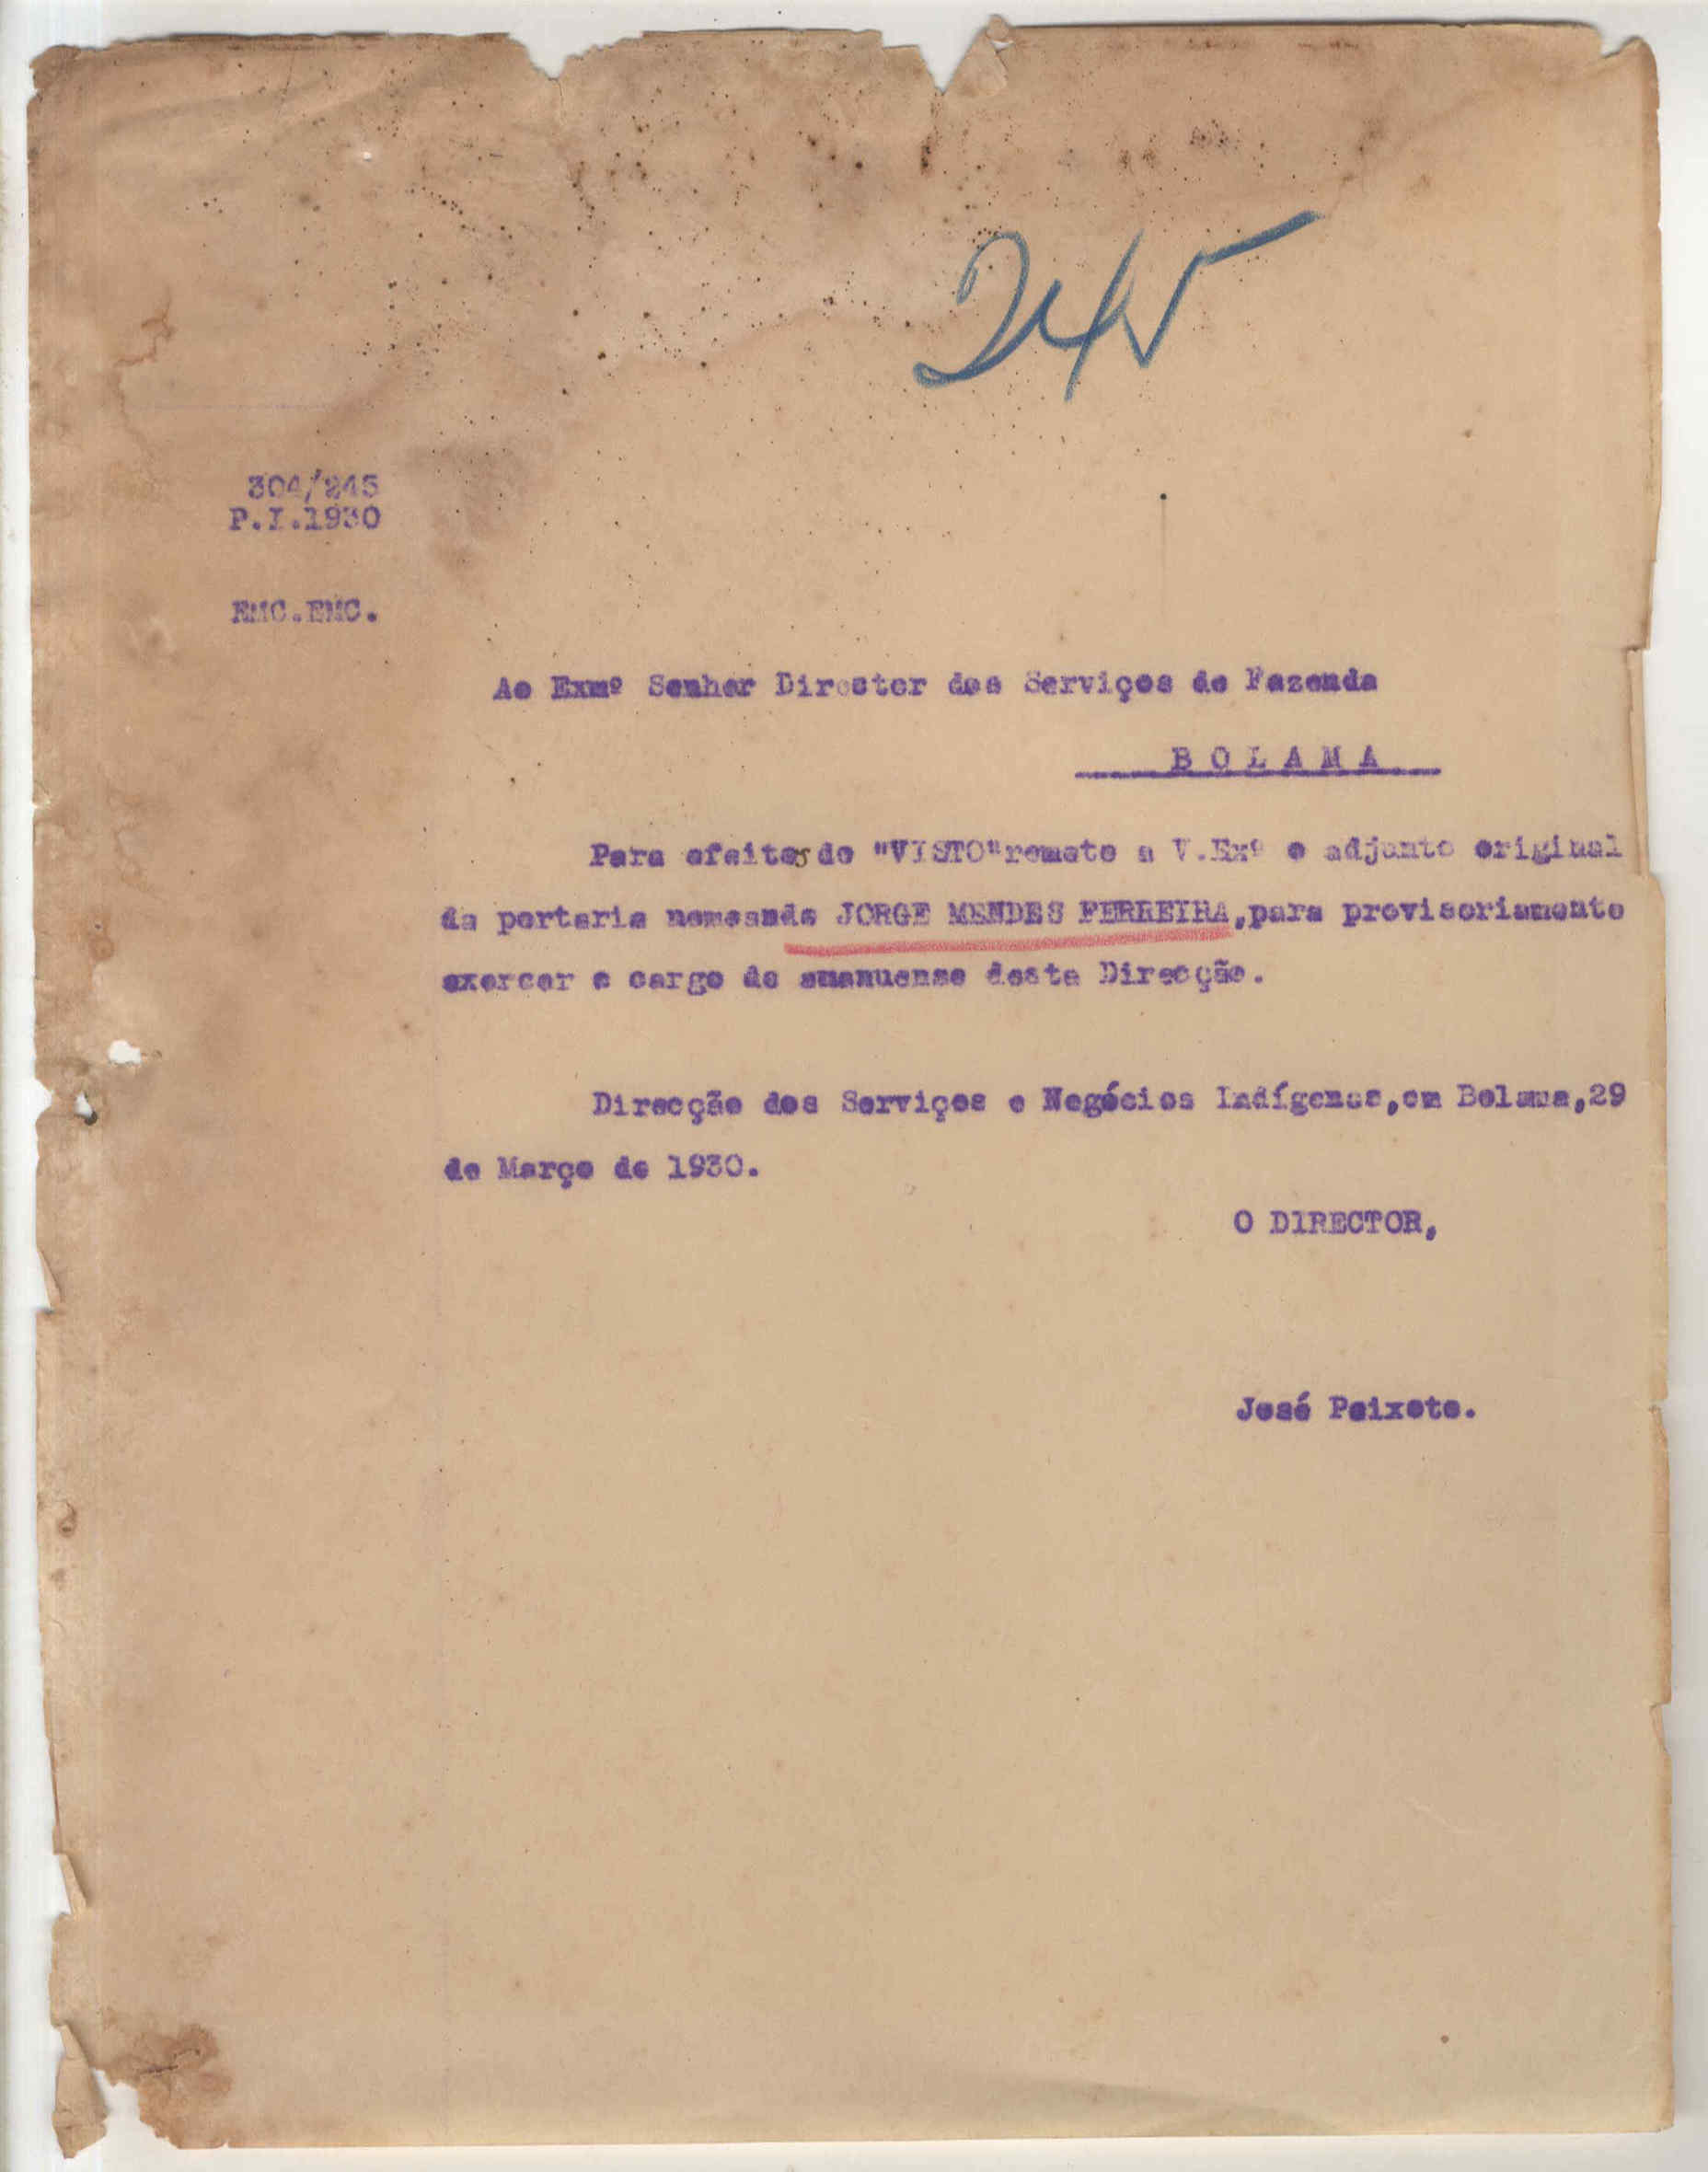 245
304/245
P.I.1930
EMC.EMC.
Ao Exmº Senhor Director dos Serviços de Fazenda
BOLAMA
Para efeitos do "VISTO" remeto a V.Exª o adjunto original
da portaria nomeando JORGE MENDES FERREIRA,para provisoriamente
exercer o cargo de amanuense desta Direcção.
Direcção dos Serviços e Negócios Indígenas,em Bolama,29
de Março de 1930.
O DIRECTOR,
José Peixoto.